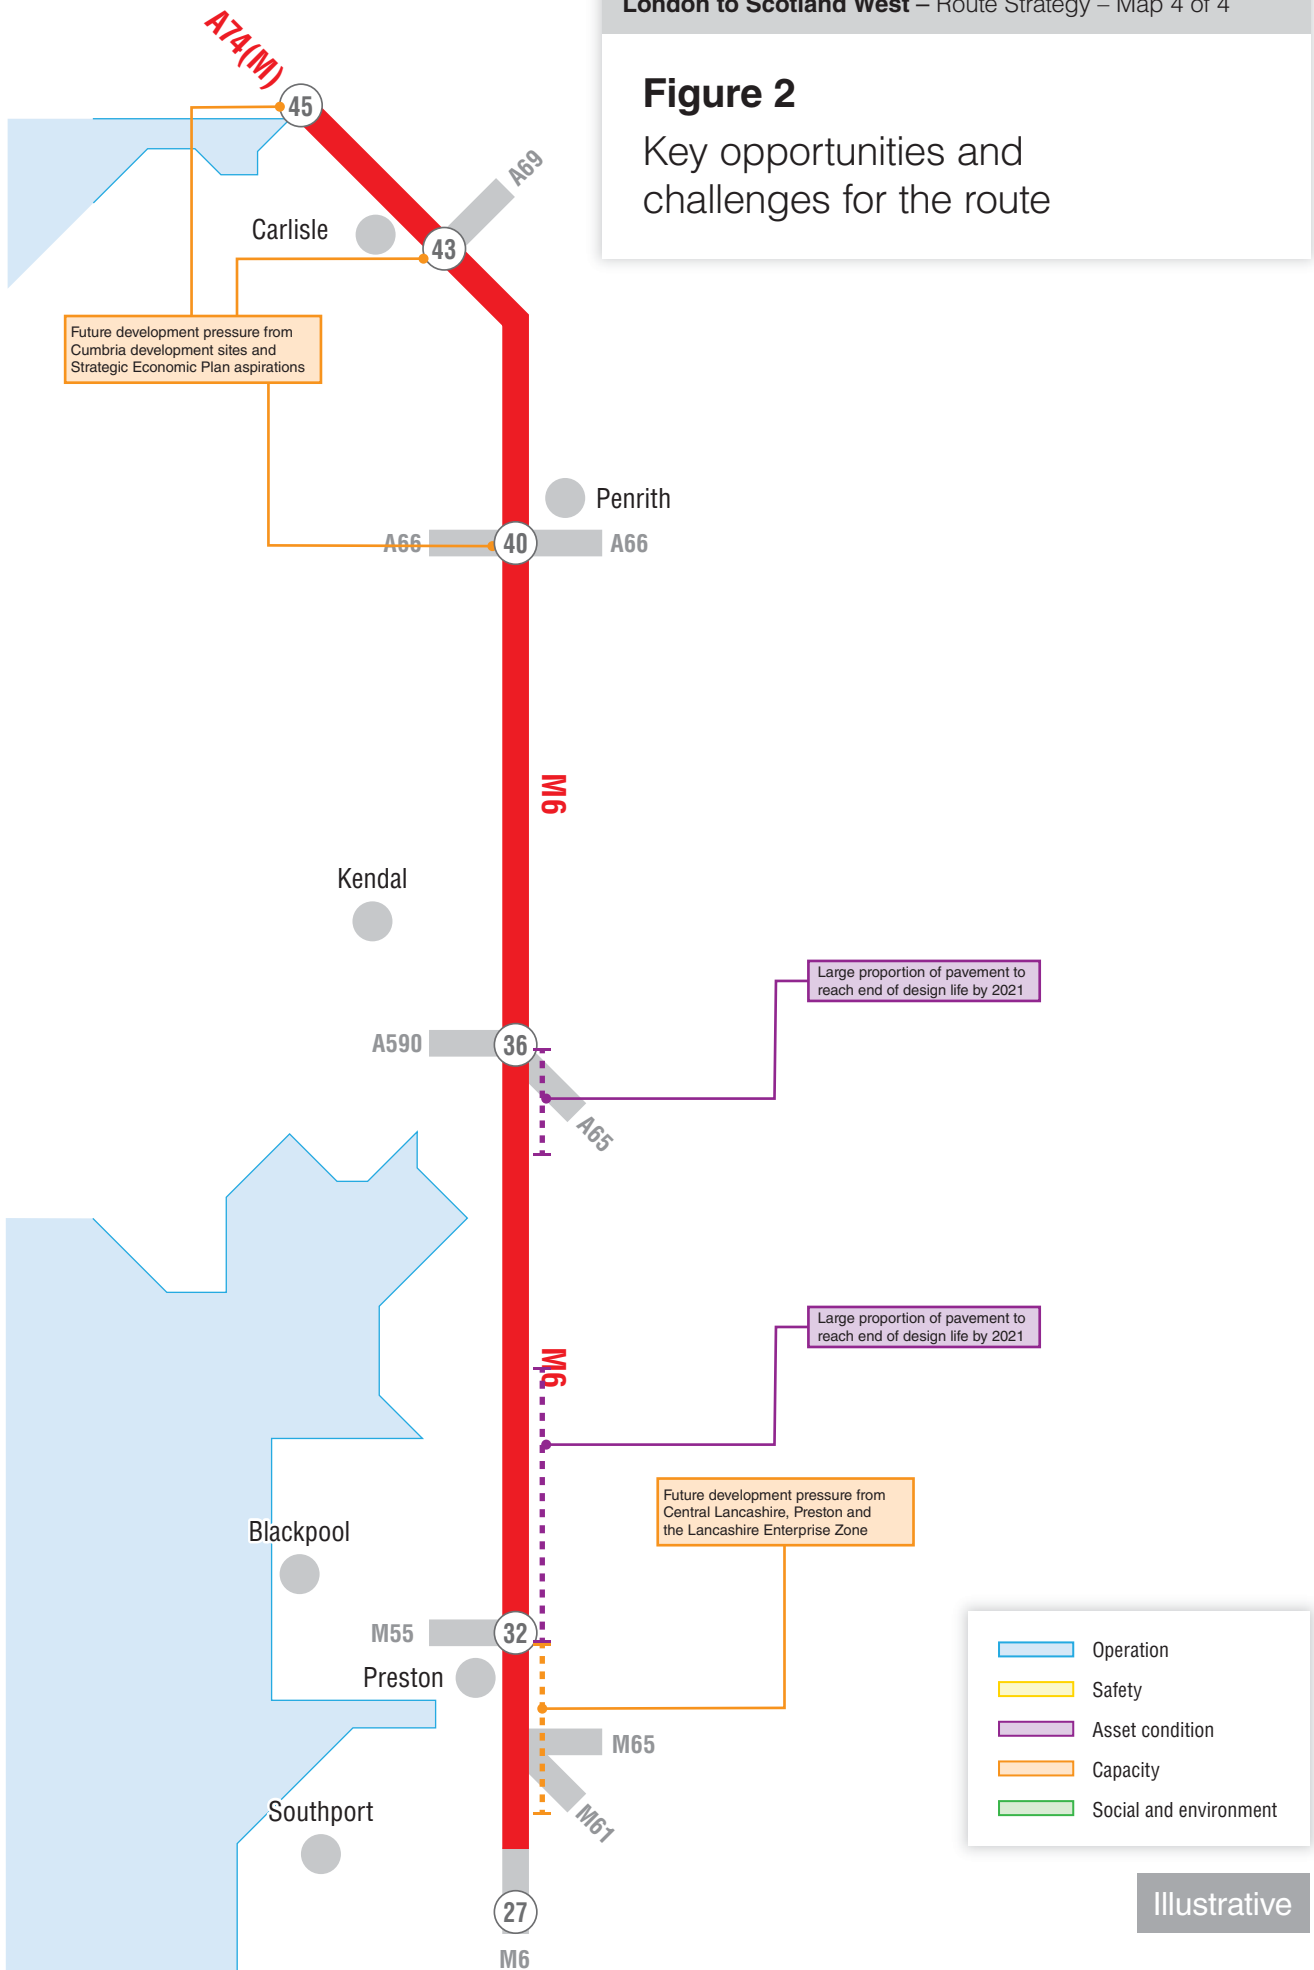 London to Scotland West – Route Strategy – Map 4 of 4
Figure 2
Key opportunities and
challenges for the route
A74(M)
45
A69
Carlisle
43
Future development pressure from
Cumbria development sites and
Strategic Economic Plan aspirations
Penrith
A66
40
A66
M6
Kendal
Large proportion of pavement to
reach end of design life by 2021
A590
36
A65
Large proportion of pavement to
reach end of design life by 2021
M6
Future development pressure from
Central Lancashire, Preston and
the Lancashire Enterprise Zone
Blackpool
M55
32
Preston
M65
M61
Southport
27
M6
Operation
Safety
Asset condition
Capacity
Social and environment
Illustrative